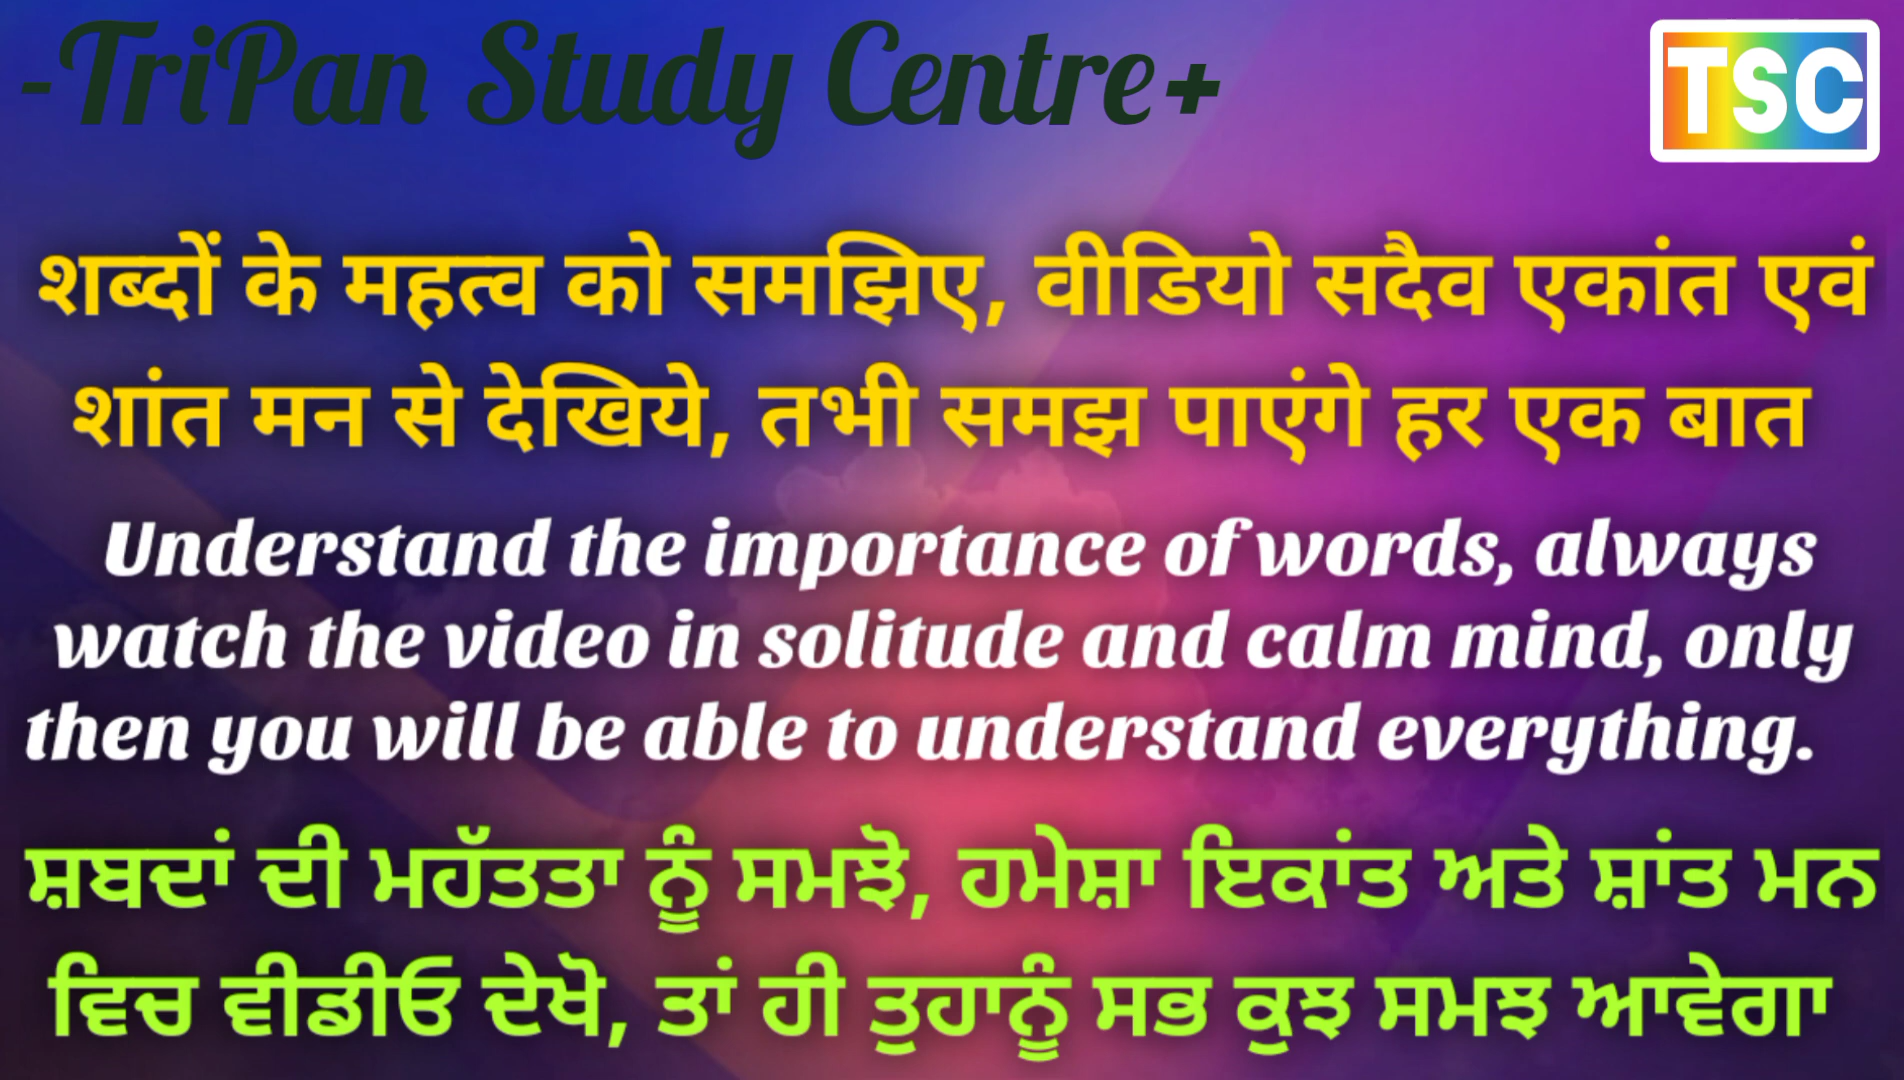 -TriPan Study Centre+
TSC
शब्दों के महत्व को समझिए, वीडियो सदैव एकांत एवं
शांत मन से देखिये, तभी समझ पाएंगे हर एक बात
Understand the importance of words, always
watch the video in solitude and calm mind, only
then you will be able to understand everything.
ਸ਼ਬਦਾਂ ਦੀ ਮਹੱਤਤਾ ਨੂੰ ਸਮਝੋ, ਹਮੇਸ਼ਾ ਇਕਾਂਤ ਅਤੇ ਸ਼ਾਂਤ ਮਨ
ਵਿਚ ਵੀਡੀਓ ਦੇਖੋ, ਤਾਂ ਹੀ ਤੁਹਾਨੂੰ ਸਭ ਕੁਝ ਸਮਝ ਆਵੇਗਾ